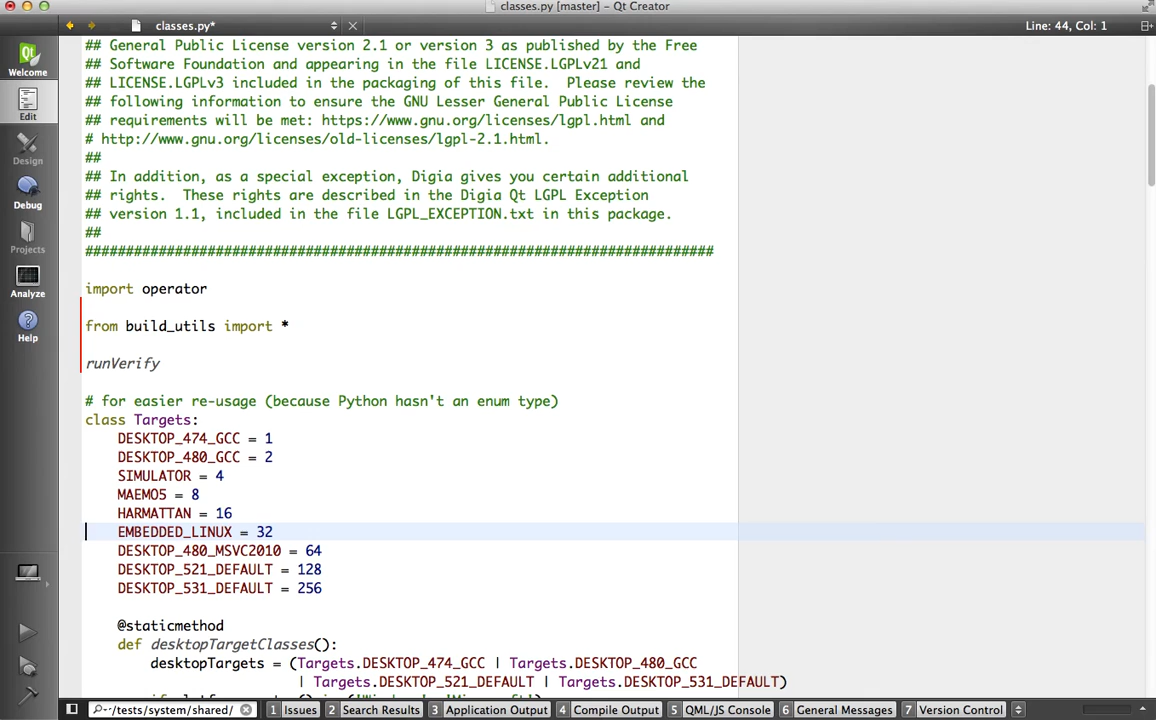 classes.py [master] - Qt Creator
classes.py*
Line: 44, Col: 1
Welcome
Edit
Design
Debug
Projects
Analyze
Help
## General Public License version 2.1 or version 3 as published by the Free
## Software Foundation and appearing in the file LICENSE.LGPLv21 and
## LICENSE.LGPLv3 included in the packaging of this file.  Please review the
## following information to ensure the GNU Lesser General Public License
## requirements will be met: https://www.gnu.org/licenses/lgpl.html and
# http://www.gnu.org/licenses/old-licenses/lgpl-2.1.html.
##
## In addition, as a special exception, Digia gives you certain additional
## rights.  These rights are described in the Digia Qt LGPL Exception
## version 1.1, included in the file LGPL_EXCEPTION.txt in this package.
##
#############################################################################
import operator
from build_utils import *
runVerify
# for easier re-usage (because Python hasn't an enum type)
class Targets:
    DESKTOP_474_GCC = 1
    DESKTOP_480_GCC = 2
    SIMULATOR = 4
    MAEMO5 = 8
    HARMATTAN = 16
    EMBEDDED_LINUX = 32
    DESKTOP_480_MSVC2010 = 64
    DESKTOP_521_DEFAULT = 128
    DESKTOP_531_DEFAULT = 256
    @staticmethod
    def desktopTargetClasses():
        desktopTargets = (Targets.DESKTOP_474_GCC | Targets.DESKTOP_480_GCC
                          | Targets.DESKTOP_521_DEFAULT | Targets.DESKTOP_531_DEFAULT)
/tests/system/shared/
1 Issues 2 Search Results 3 Application Output 4 Compile Output 5 QML/JS Console 6 General Messages 7 Version Control